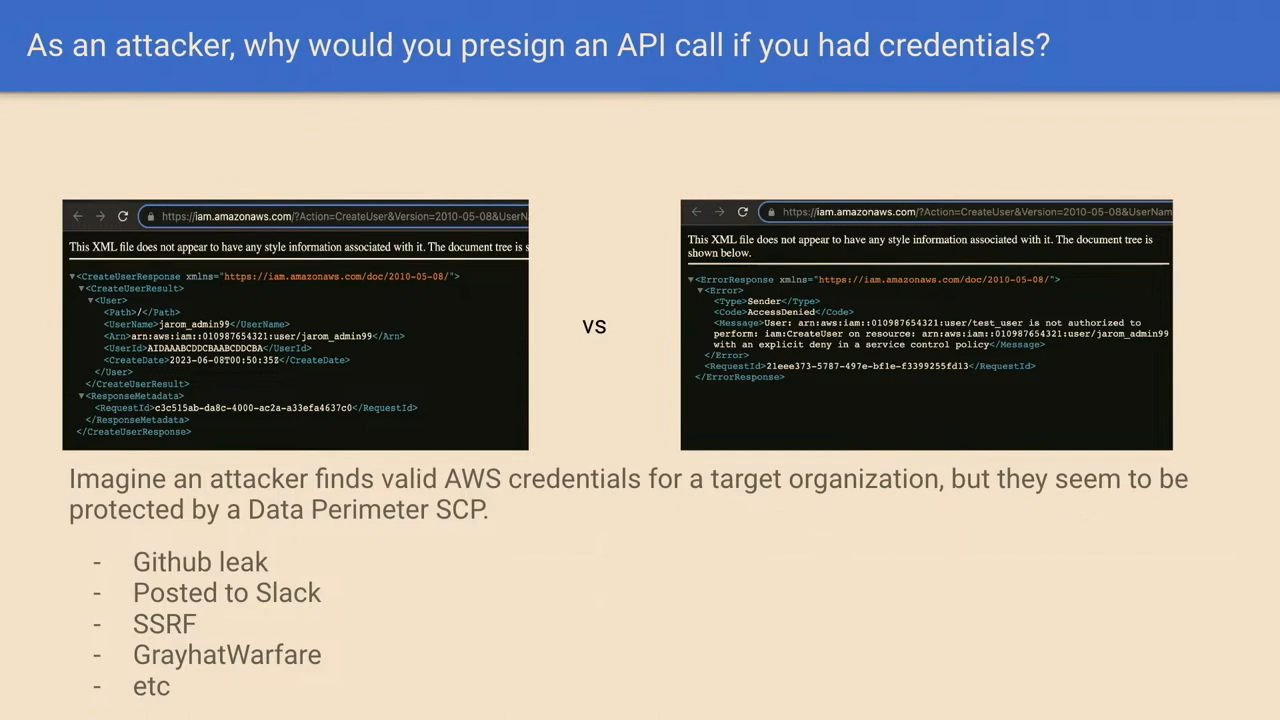 As an attacker, why would you presign an API call if you had credentials?
https://iam.amazonaws.com/?Action=CreateUser&Version=2010-05-08&UserN
This XML file does not appear to have any style information associated with it. The document tree is s
▼<CreateUserResponse xmlns="https://iam.amazonaws.com/doc/2010-05-08/">
▼<CreateUserResult>
▼<User>
<Path>/</Path>
<UserName>jarom_admin99</UserName>
<Arn>arn:aws:iam::010987654321:user/jarom_admin99</Arn>
<UserId>AIDAAABCDDCBAABCDDCBA</UserId>
<CreateDate>2023-06-08T00:50:35Z</CreateDate>
</User>
</CreateUserResult>
▼<ResponseMetadata>
<RequestId>c3c515ab-da8c-4000-ac2a-a33efa4637c0</RequestId>
</ResponseMetadata>
</CreateUserResponse>
vs
https://iam.amazonaws.com/?Action=CreateUser&Version=2010-05-08&UserNam
This XML file does not appear to have any style information associated with it. The document tree is
shown below.
▼<ErrorResponse xmlns="https://iam.amazonaws.com/doc/2010-05-08/">
▼<Error>
<Type>Sender</Type>
<Code>AccessDenied</Code>
<Message>User: arn:aws:iam::010987654321:user/test_user is not authorized to
perform: iam:CreateUser on resource: arn:aws:iam::010987654321:user/jarom_admin99
with an explicit deny in a service control policy</Message>
</Error>
<RequestId>21eee373-5787-497e-bf1e-f3399255fd13</RequestId>
</ErrorResponse>
Imagine an attacker finds valid AWS credentials for a target organization, but they seem to be
protected by a Data Perimeter SCP.
- Github leak
- Posted to Slack
- SSRF
- GrayhatWarfare
- etc